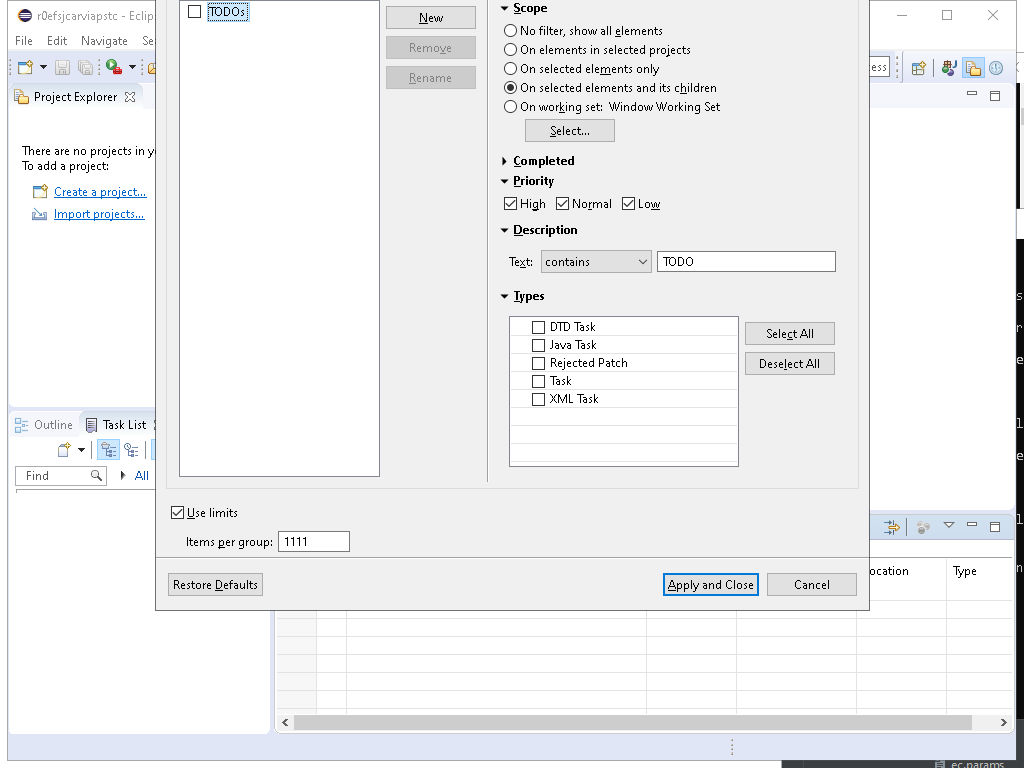 r0efsjcarviapstc - Eclip
File Edit Navigate Se
Project Explorer
There are no projects in y
To add a project:
Create a project...
Import projects...
Outline Task List
Find All
TODOs
New
Remove
Rename
Scope
No filter, show all elements
On elements in selected projects
On selected elements only
On selected elements and its children
On working set: Window Working Set
Select...
Completed
Priority
High Normal Low
Description
Text: contains TODO
Types
DTD Task
Java Task
Rejected Patch
Task
XML Task
Select All
Deselect All
Use limits
Items per group: 1111
Restore Defaults Apply and Close Cancel
ess
ocation Type
ec.params